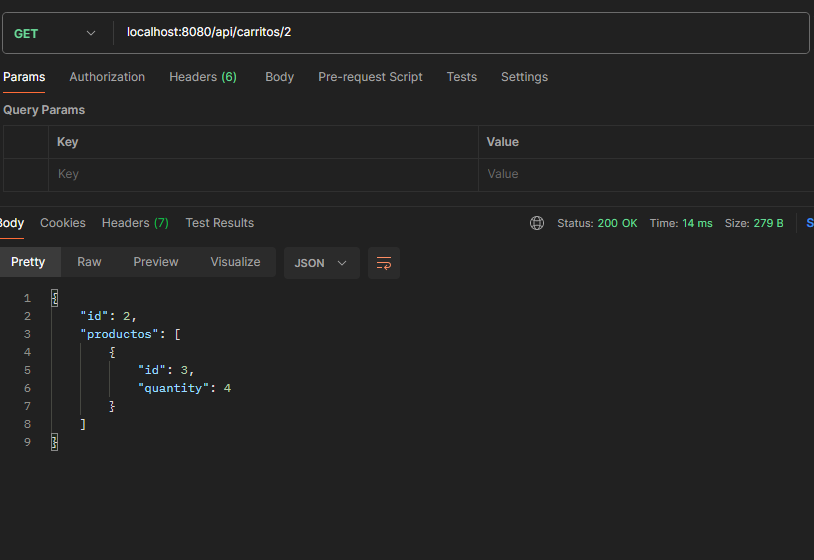 GET localhost:8080/api/carritos/2
Params Authorization Headers (6) Body Pre-request Script Tests Settings
Query Params
Key Value
Key Value
Body Cookies Headers (7) Test Results Status: 200 OK Time: 14 ms Size: 279 B S
Pretty Raw Preview Visualize JSON
1 {
2 "id": 2,
3 "productos": [
4 {
5 "id": 3,
6 "quantity": 4
7 }
8 ]
9 }